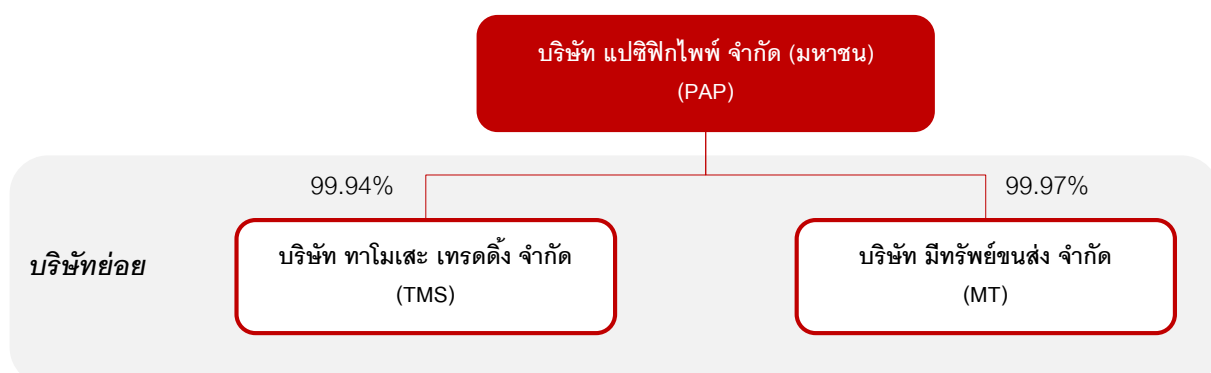 บริษัท แปซิฟิกไพพ์ จำกัด (มหาชน)
(PAP)
99.94%
99.97%
บริษัทย่อย
บริษัท ทาโมเสะ เทรดดิ้ง จำกัด
(TMS)
บริษัท มีทรัพย์ขนส่ง จำกัด
(MT)